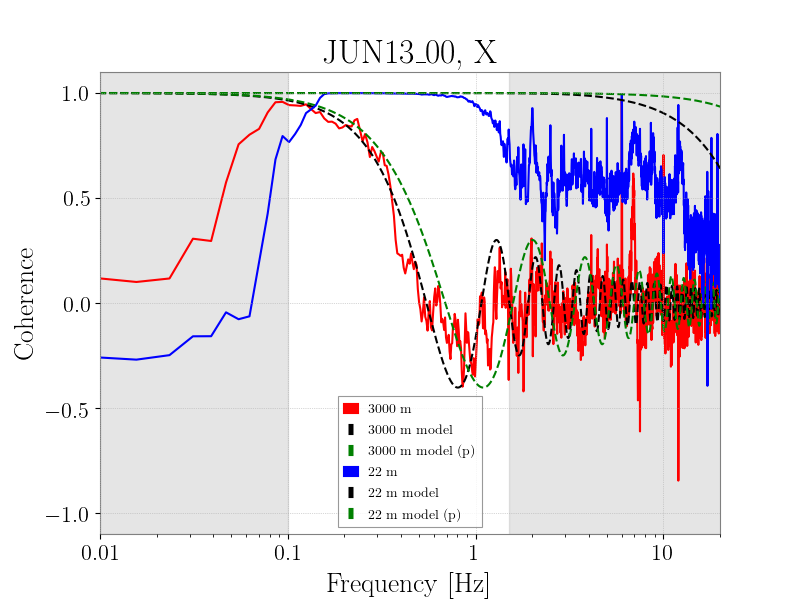 JUN13_00, X
Coherence
1.0
0.5
0.0
−0.5
−1.0
3000 m
3000 m model
3000 m model (p)
22 m
22 m model
22 m model (p)
0.01 0.1 1 10
Frequency [Hz]